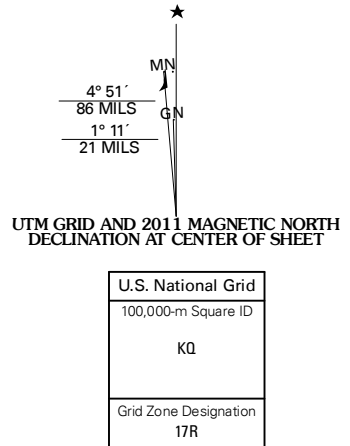 MN
4° 51´
86 MILS
GN
1° 11´
21 MILS
UTM GRID AND 2011 MAGNETIC NORTH
DECLINATION AT CENTER OF SHEET
U.S. National Grid
100,000-m Square ID
KQ
Grid Zone Designation
17R